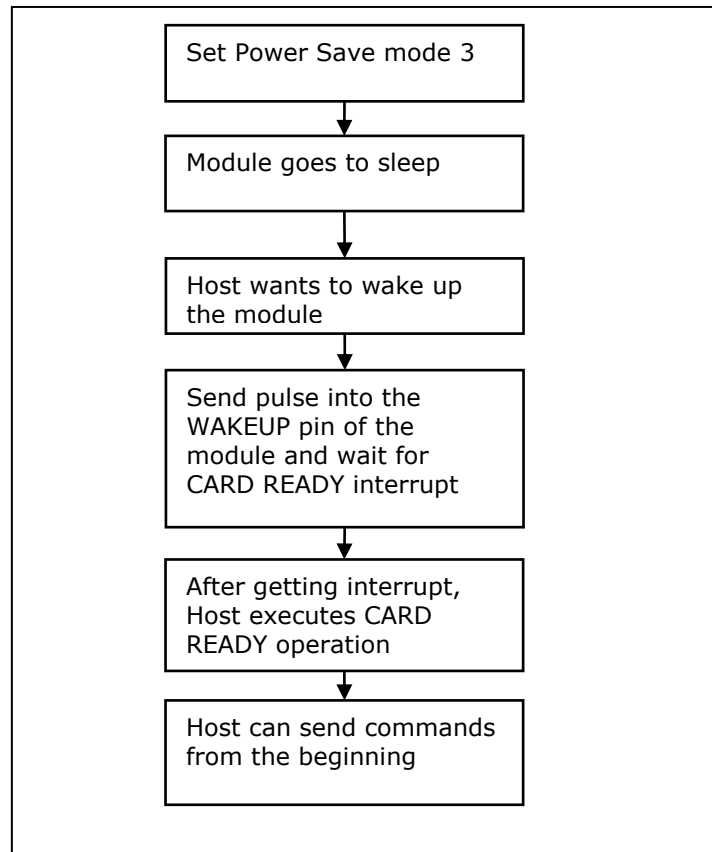 Set Power Save mode 3
Module goes to sleep
Host wants to wake up
the module
Send pulse into the
WAKEUP pin of the
module and wait for
CARD READY interrupt
After getting interrupt,
Host executes CARD
READY operation
Host can send commands
from the beginning